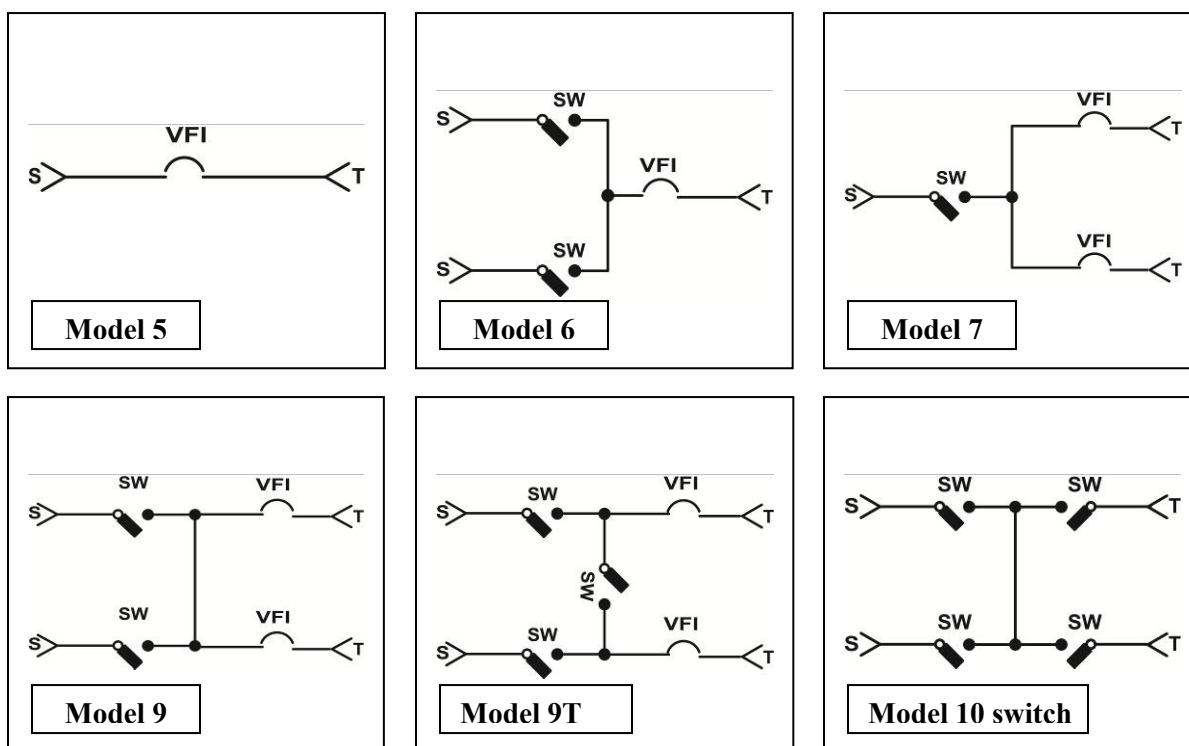 VFI
S T
Model 5
SW
S
VFI
T
SW
S
Model 6
VFI
T
SW
S
VFI
T
Model 7
SW VFI
S T
SW VFI
S T
Model 9
SW VFI
S T
SW
SW VFI
S T
Model 9T
SW SW
S T
SW SW
S T
Model 10 switch